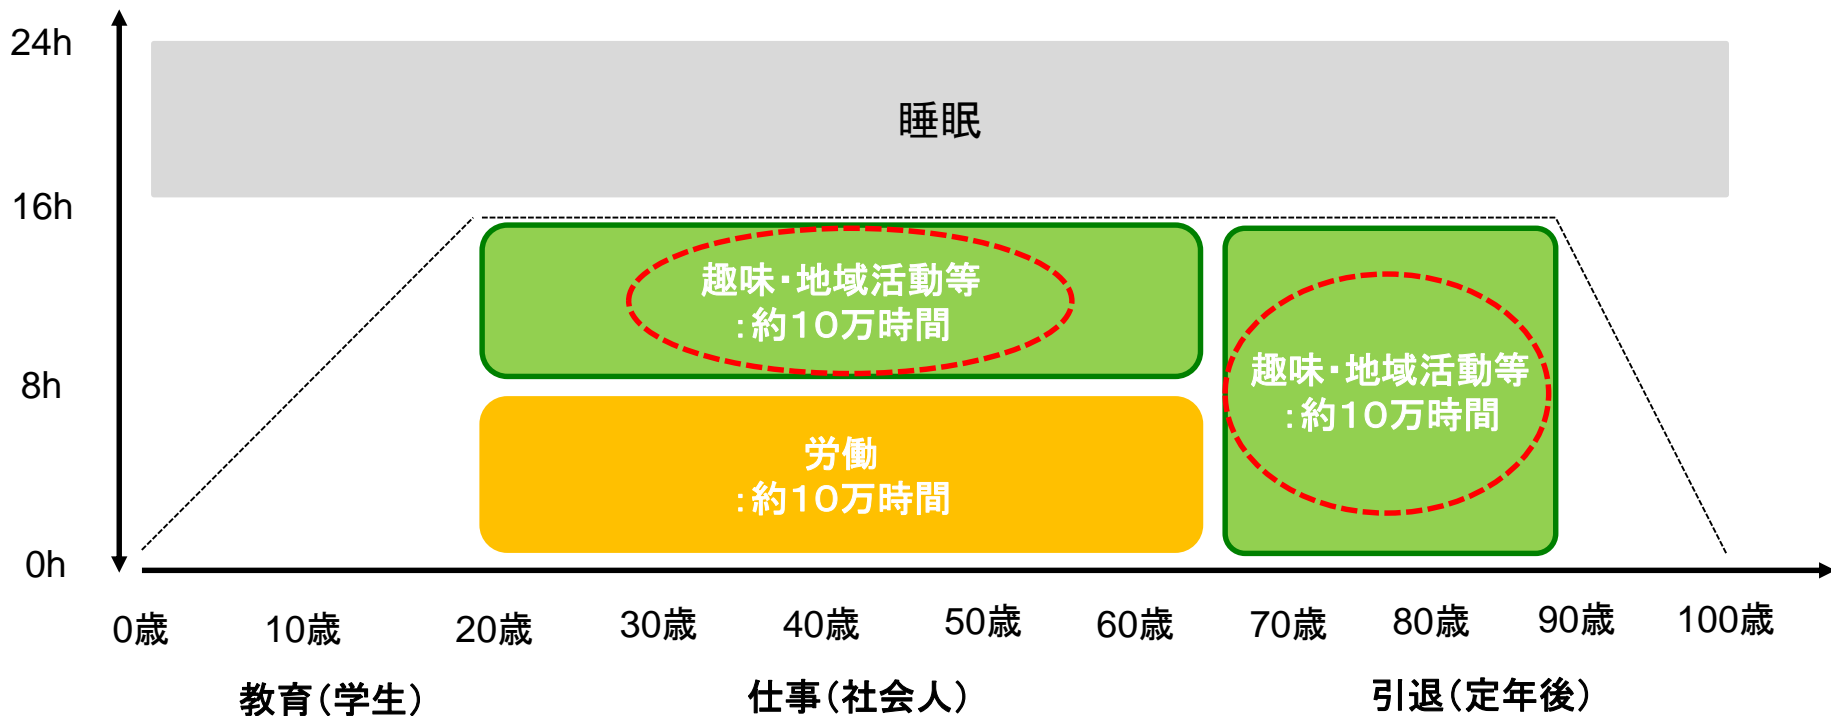 24h
睡眠
16h
趣味・地域活動等
：約１０万時間
趣味・地域活動等
：約１０万時間
8h
労働
：約１０万時間
0h
0歳
10歳
20歳
30歳
40歳
50歳
60歳
70歳
80歳
90歳
100歳
教育（学生）
仕事（社会人）
引退（定年後）